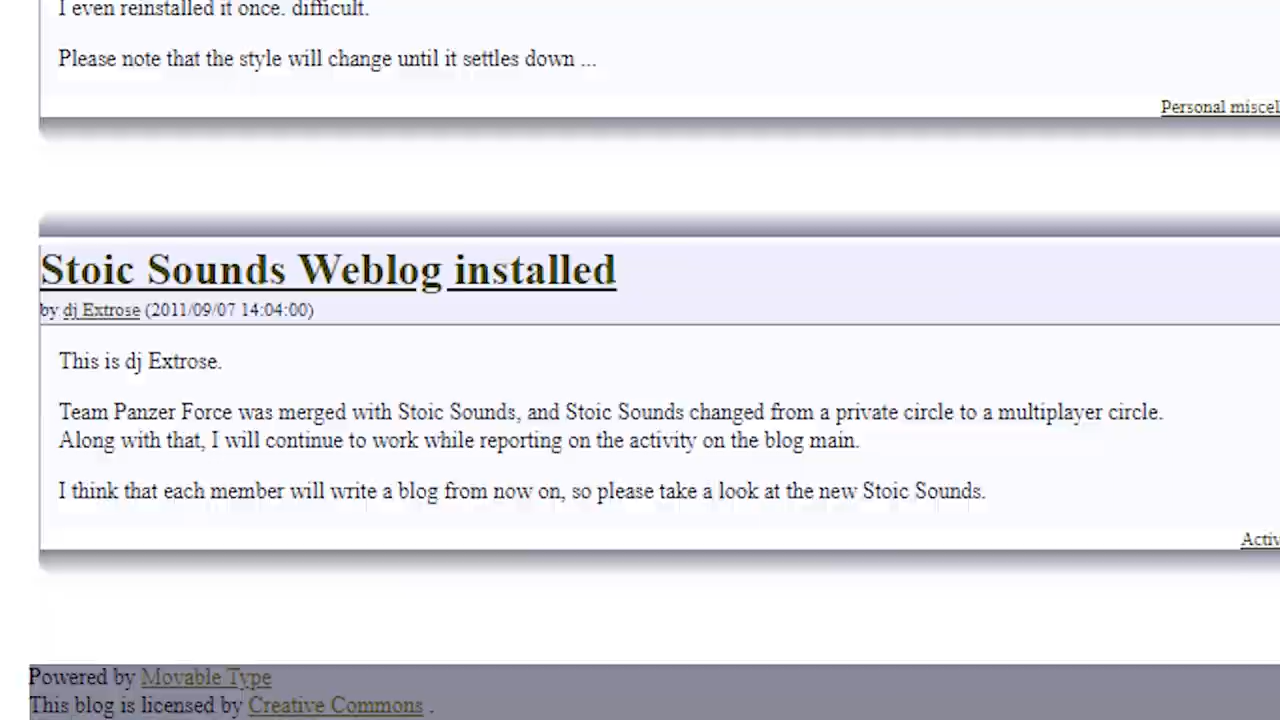 I even reinstalled it once. difficult.
Please note that the style will change until it settles down ...
Personal
Stoic Sounds Weblog installed
by dj Extrose (2011/09/07 14:04:00)
This is dj Extrose.
Team Panzer Force was merged with Stoic Sounds, and Stoic Sounds changed from a private circle to a multiplayer circle.
Along with that, I will continue to work while reporting on the activity on the blog main.
I think that each member will write a blog from now on, so please take a look at the new Stoic Sounds.
Powered by Movable Type
This blog is licensed by Creative Commons .